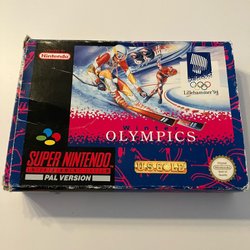 Nintendo
Lillehammer '94
OLYMPICS
SUPER NINTENDO
ENTERTAINMENT SYSTEM
PAL VERSION
U.S. GOLD